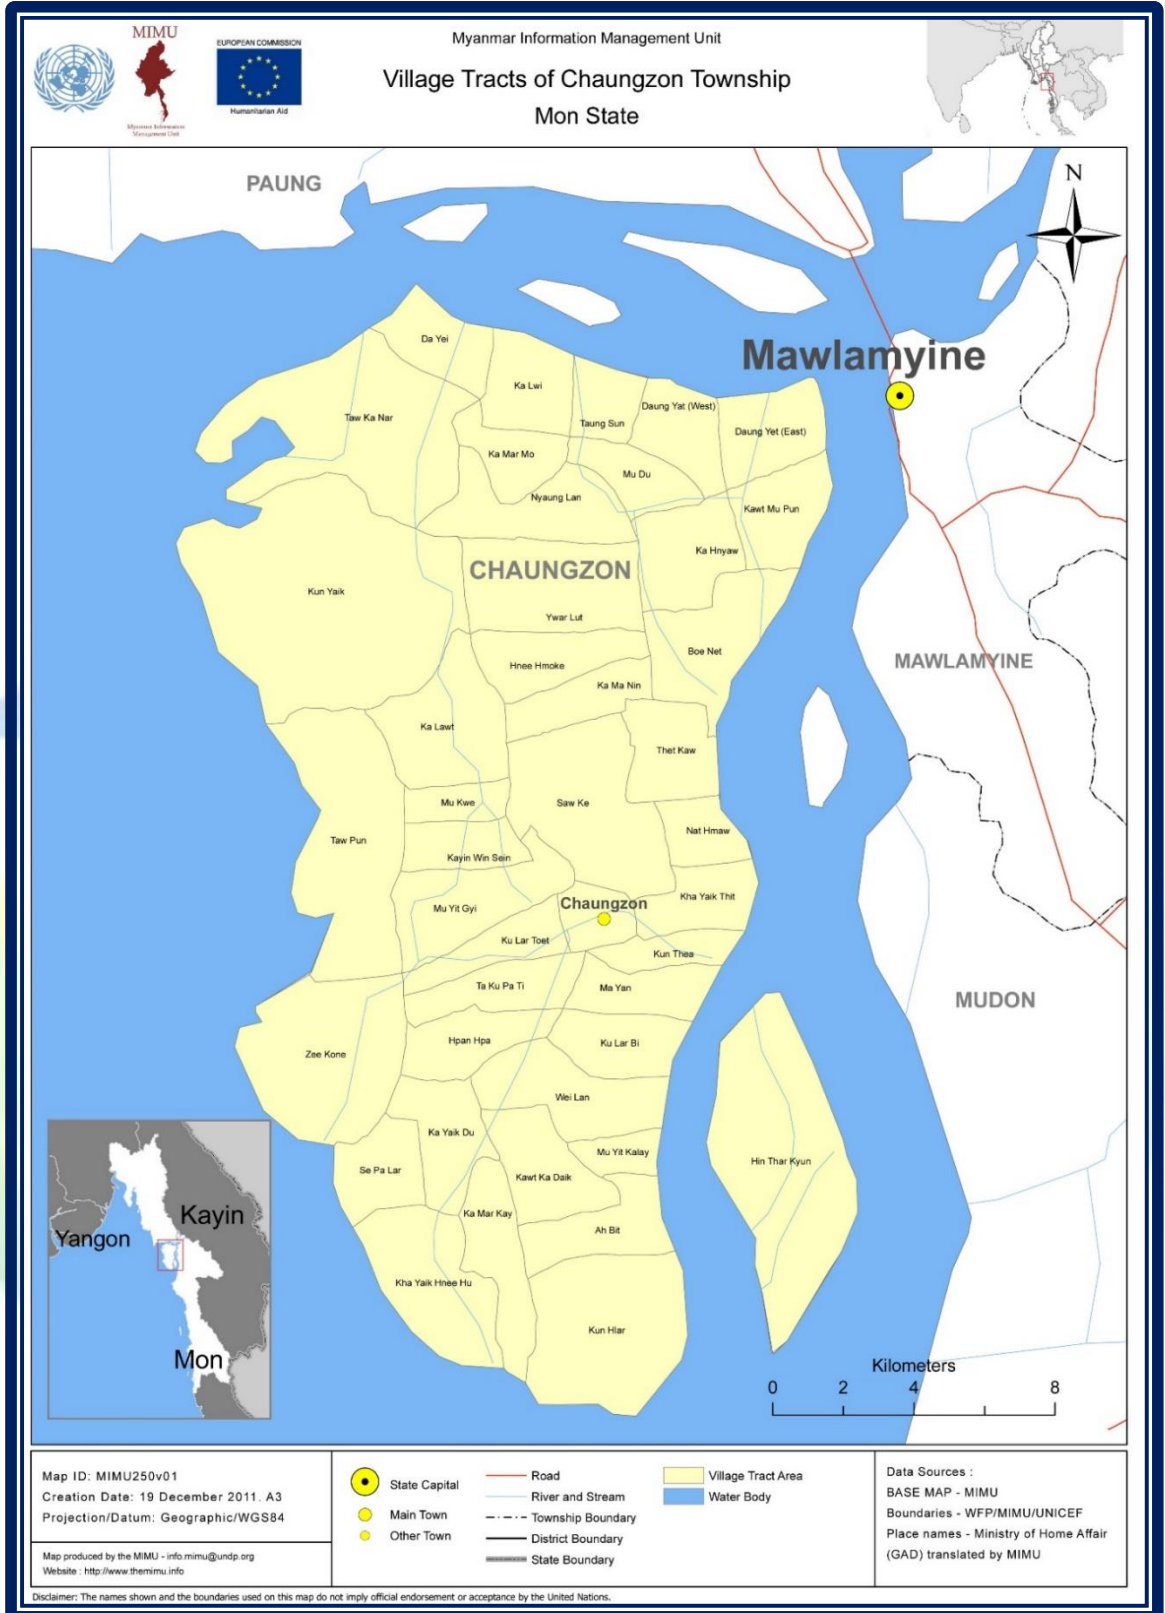 MIMU
Myanmar Information
Management Unit
EUROPEAN COMMISSION
Humanitarian Aid
Myanmar Information Management Unit
Village Tracts of Chaungzon Township
Mon State
PAUNG
N
Mawlamyine
Da Yei
Ka Lwi
Taw Ka Nar
Daung Yat (West)
Taung Sun
Daung Yet (East)
Ka Mar Mo
Mu Du
Nyaung Lan
Kawt Mu Pun
Ka Hnyaw
CHAUNGZON
Kun Yaik
Ywar Lut
Boe Net
MAWLAMYINE
Hnee Hmoke
Ka Ma Nin
Ka Lawt
Thet Kaw
Mu Kwe
Saw Ke
Nat Hmaw
Taw Pun
Kayin Win Sein
Kha Yaik Thit
Chaungzon
Mu Yit Gyi
Ku Lar Toet
Kun Thea
Ta Ku Pa Ti
Ma Yan
MUDON
Hpan Hpa
Ku Lar Bi
Zee Kone
Wei Lan
Ka Yaik Du
Mu Yit Kalay
Hin Thar Kyun
Se Pa Lar
Kawt Ka Daik
Ka Mar Kay
Ah Bit
Kha Yaik Hnee Hu
Kun Hlar
Kayin
Yangon
Mon
Kilometers
0 2 4 8
Map ID: MIMU250v01
Creation Date: 19 December 2011. A3
Projection/Datum: Geographic/WGS84
Map produced by the MIMU - info.mimu@undp.org
Website : http://www.themimu.info
State Capital
Main Town
Other Town
Road
River and Stream
Township Boundary
District Boundary
State Boundary
Village Tract Area
Water Body
Data Sources :
BASE MAP - MIMU
Boundaries - WFP/MIMU/UNICEF
Place names - Ministry of Home Affair
(GAD) translated by MIMU
Disclaimer: The names shown and the boundaries used on this map do not imply official endorsement or acceptance by the United Nations.